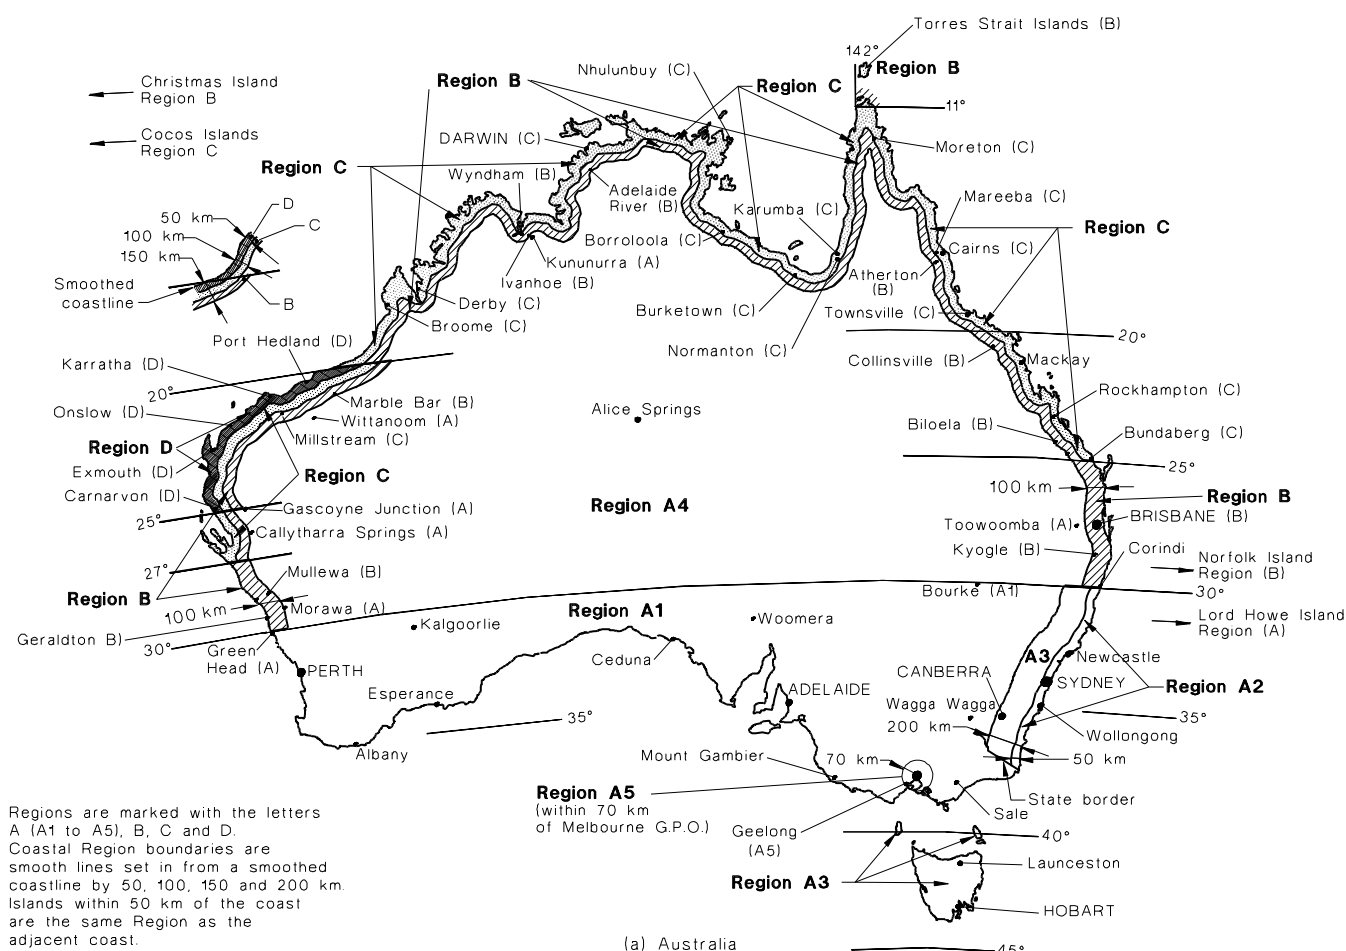 Torres Strait Islands (B)
142°
Region B
11°
Nhulunbuy (C)
Region B
Region C
Christmas Island
Region B
Cocos Islands
Region C
DARWIN (C)
Moreton (C)
Region C
Wyndham (B)
Adelaide
River (B)
Mareeba (C)
D
50 km
C
100 km
150 km
Karumba (C)
Region C
Borroloola (C)
Cairns (C)
Kununurra (A)
Atherton
(B)
Ivanhoe (B)
Smoothed
coastline
B
Derby (C)
Burketown (C)
Townsville (C)
Broome (C)
Port Hedland (D)
20°
Normanton (C)
Collinsville (B)
Mackay
Karratha (D)
20°
Rockhampton (C)
Marble Bar (B)
Alice Springs
Onslow (D)
Wittanoom (A)
Biloela (B)
Millstream (C)
Bundaberg (C)
Region D
25°
Exmouth (D)
Region C
100 km
Region B
Carnarvon (D)
Gascoyne Junction (A)
Region A4
25°
Toowoomba (A)
BRISBANE (B)
Callytharra Springs (A)
Kyogle (B)
Corindi
Norfolk Island
Region (B)
27°
Mullewa (B)
Bourke (A1)
30°
Region B
100 km
Morawa (A)
Region A1
Woomera
Lord Howe Island
Region (A)
Geraldton B)
Kalgoorlie
30°
Green
Head (A)
Ceduna
A3
Newcastle
PERTH
CANBERRA
SYDNEY
Region A2
Esperance
ADELAIDE
Wagga Wagga
35°
35°
200 km
Wollongong
Albany
Mount Gambier
70 km
50 km
Region A5
(within 70 km
of Melbourne G.P.O.)
State border
Sale
Geelong
(A5)
40°
Regions are marked with the letters
A (A1 to A5), B, C and D.
Coastal Region boundaries are
smooth lines set in from a smoothed
coastline by 50, 100, 150 and 200 km.
Islands within 50 km of the coast
are the same Region as the
adjacent coast.
Launceston
Region A3
HOBART
(a) Australia
45°